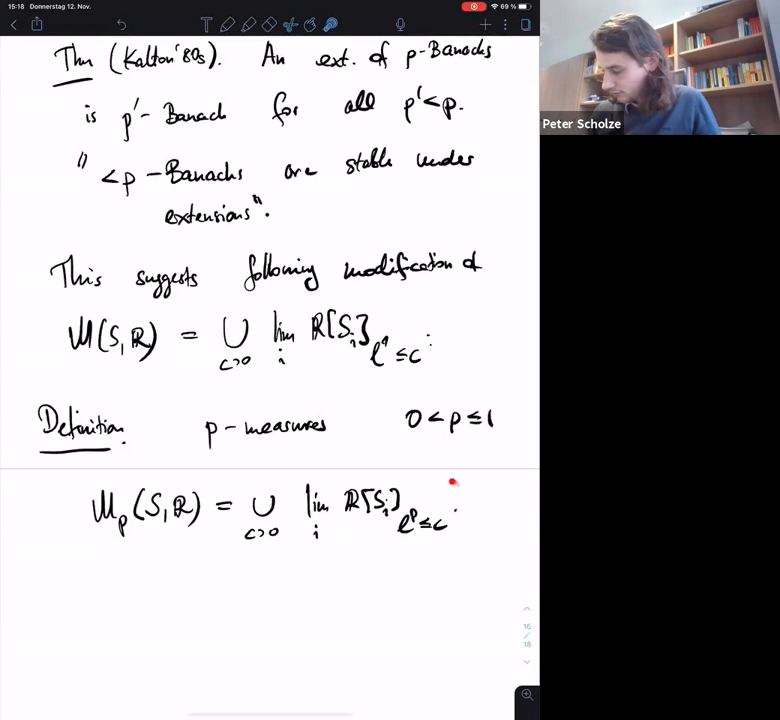 15:18 Donnerstag 12. Nov.
69 %
Thm (Kalton '80s). An ext. of p-Banachs
is p'-Banach for all p'<p.
"<p-Banachs are stable under
extensions".
This suggests following modification of
M(S,ℝ) = ∪_{c>0} lim_i ℝ[S_i]_{ℓ^1≤c} :
Definition. p-measures 0<p≤1
M_p(S,ℝ) = ∪_{c>0} lim_i ℝ[S_i]_{ℓ^p≤c}.
Peter Scholze
16
/
18